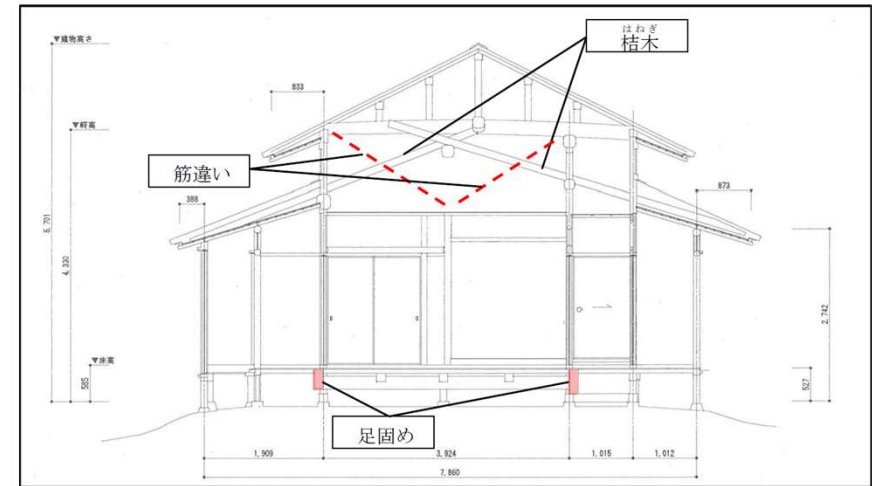 ▼建物高さ
はねぎ
桔木
833
▼軒高
筋違い
388
873
5,701
4,330
2,742
▼床高
585
527
足固め
1,909
3,924
1,015
1,012
7,860